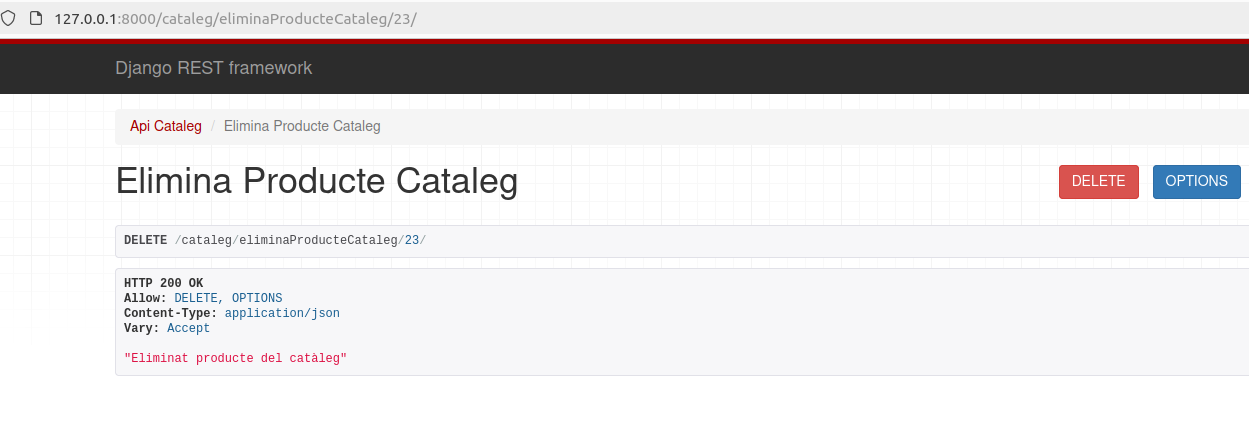 127.0.0.1:8000/cataleg/eliminaProducteCataleg/23/
Django REST framework
Api Cataleg / Elimina Producte Cataleg
Elima Producte Cataleg
DELETE OPTIONS
DELETE /cataleg/eliminaProducteCataleg/23/
HTTP 200 OK
Allow: DELETE, OPTIONS
Content-Type: application/json
Vary: Accept
"Eliminat producte del catàleg"